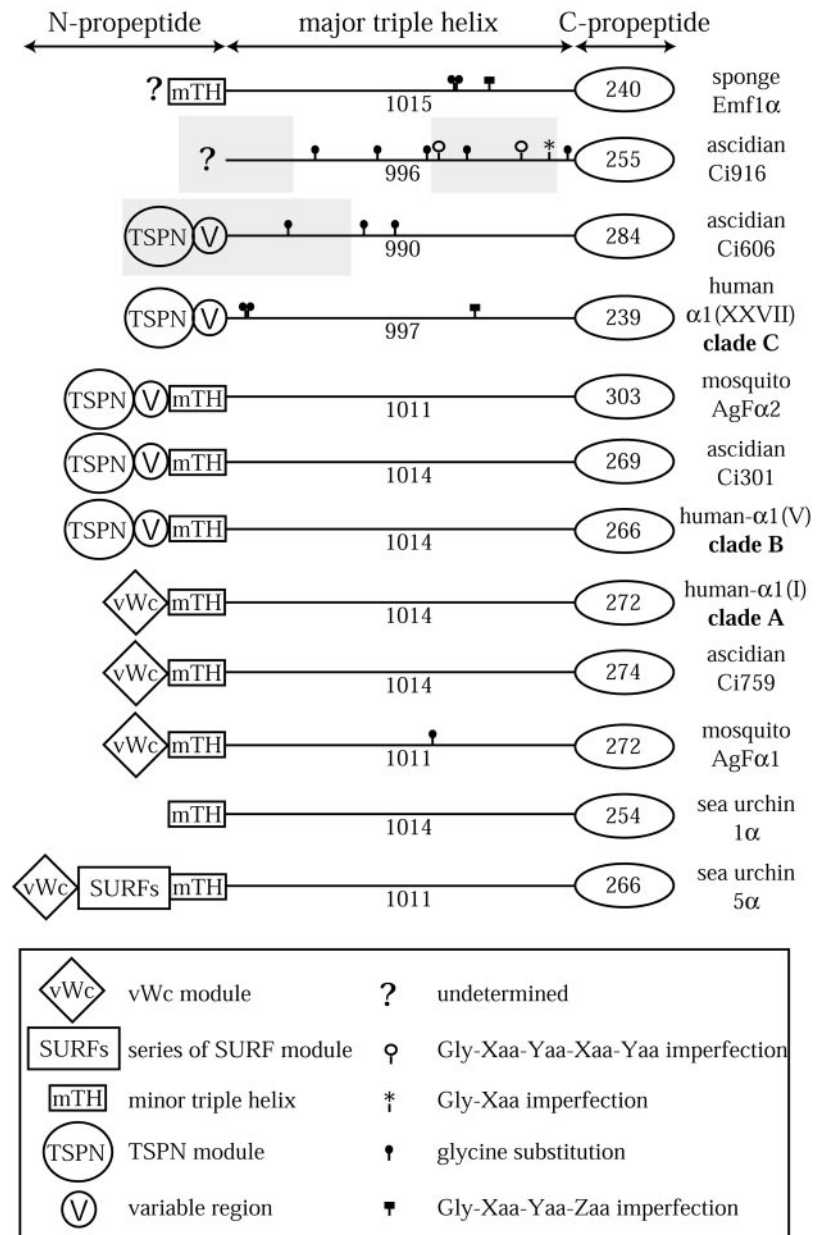 N-propeptide major triple helix C-propeptide
? mTH 1015 240 sponge Emf1α
? 996 * 255 ascidian Ci916
TSPN V 990 284 ascidian Ci606
TSPN V 997 239 human α1(XXVII) clade C
TSPN V mTH 1011 303 mosquito AgFα2
TSPN V mTH 1014 269 ascidian Ci301
TSPN V mTH 1014 266 human-α1(V) clade B
vWc mTH 1014 272 human-α1(I) clade A
vWc mTH 1014 274 ascidian Ci759
vWc mTH 1011 272 mosquito AgFα1
mTH 1014 254 sea urchin 1α
vWc SURFs mTH 1011 266 sea urchin 5α
vWc vWc module ? undetermined
SURFs series of SURF module Gly-Xaa-Yaa-Xaa-Yaa imperfection
mTH minor triple helix * Gly-Xaa imperfection
TSPN TSPN module glycine substitution
V variable region Gly-Xaa-Yaa-Zaa imperfection